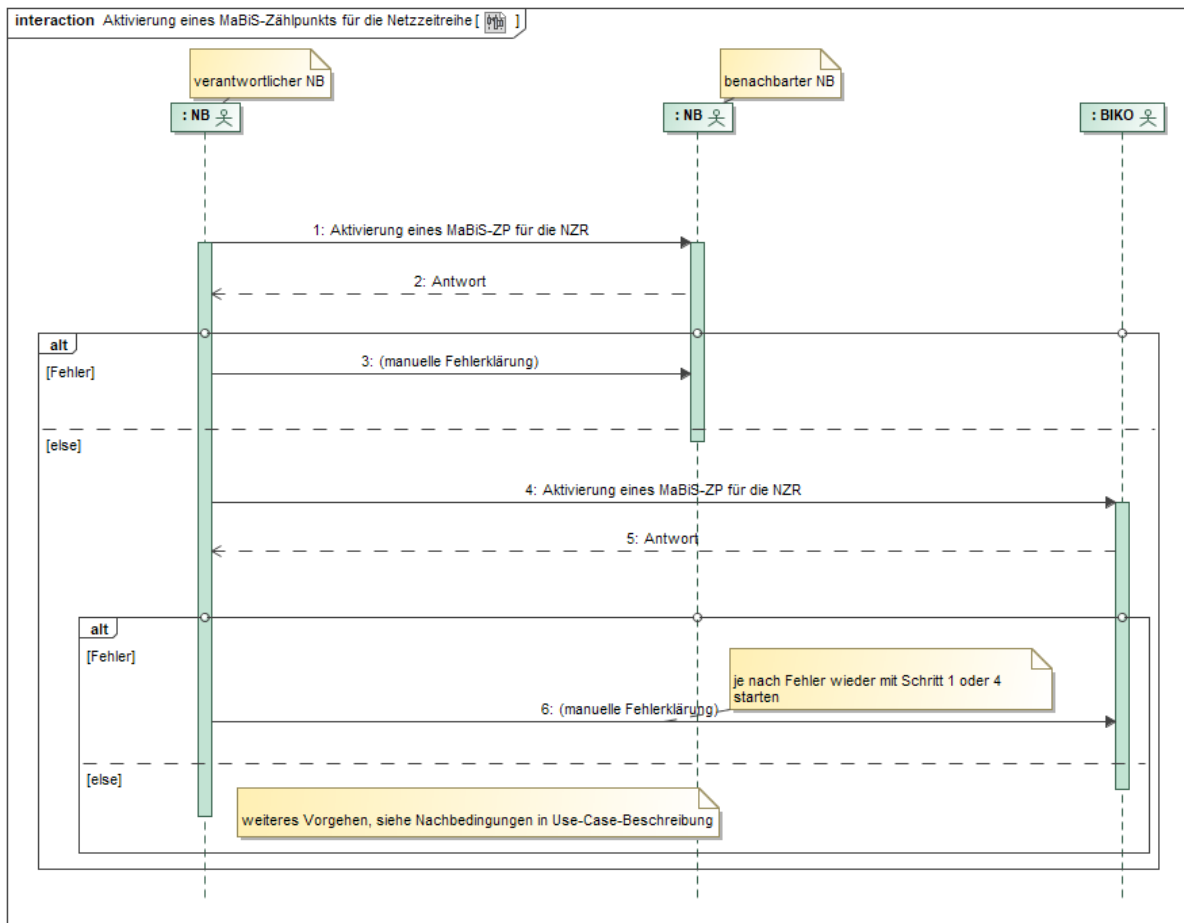 interaction Aktivierung eines MaBiS-Zählpunkts für die Netzzeitreihe [ ]
verantwortlicher NB
benachbarter NB
: NB
: NB
: BIKO
1: Aktivierung eines MaBiS-ZP für die NZR
2: Antwort
alt
[Fehler]
3: (manuelle Fehlerklärung)
[else]
4: Aktivierung eines MaBiS-ZP für die NZR
5: Antwort
alt
[Fehler]
je nach Fehler wieder mit Schritt 1 oder 4
starten
6: (manuelle Fehlerklärung)
[else]
weiteres Vorgehen, siehe Nachbedingungen in Use-Case-Beschreibung